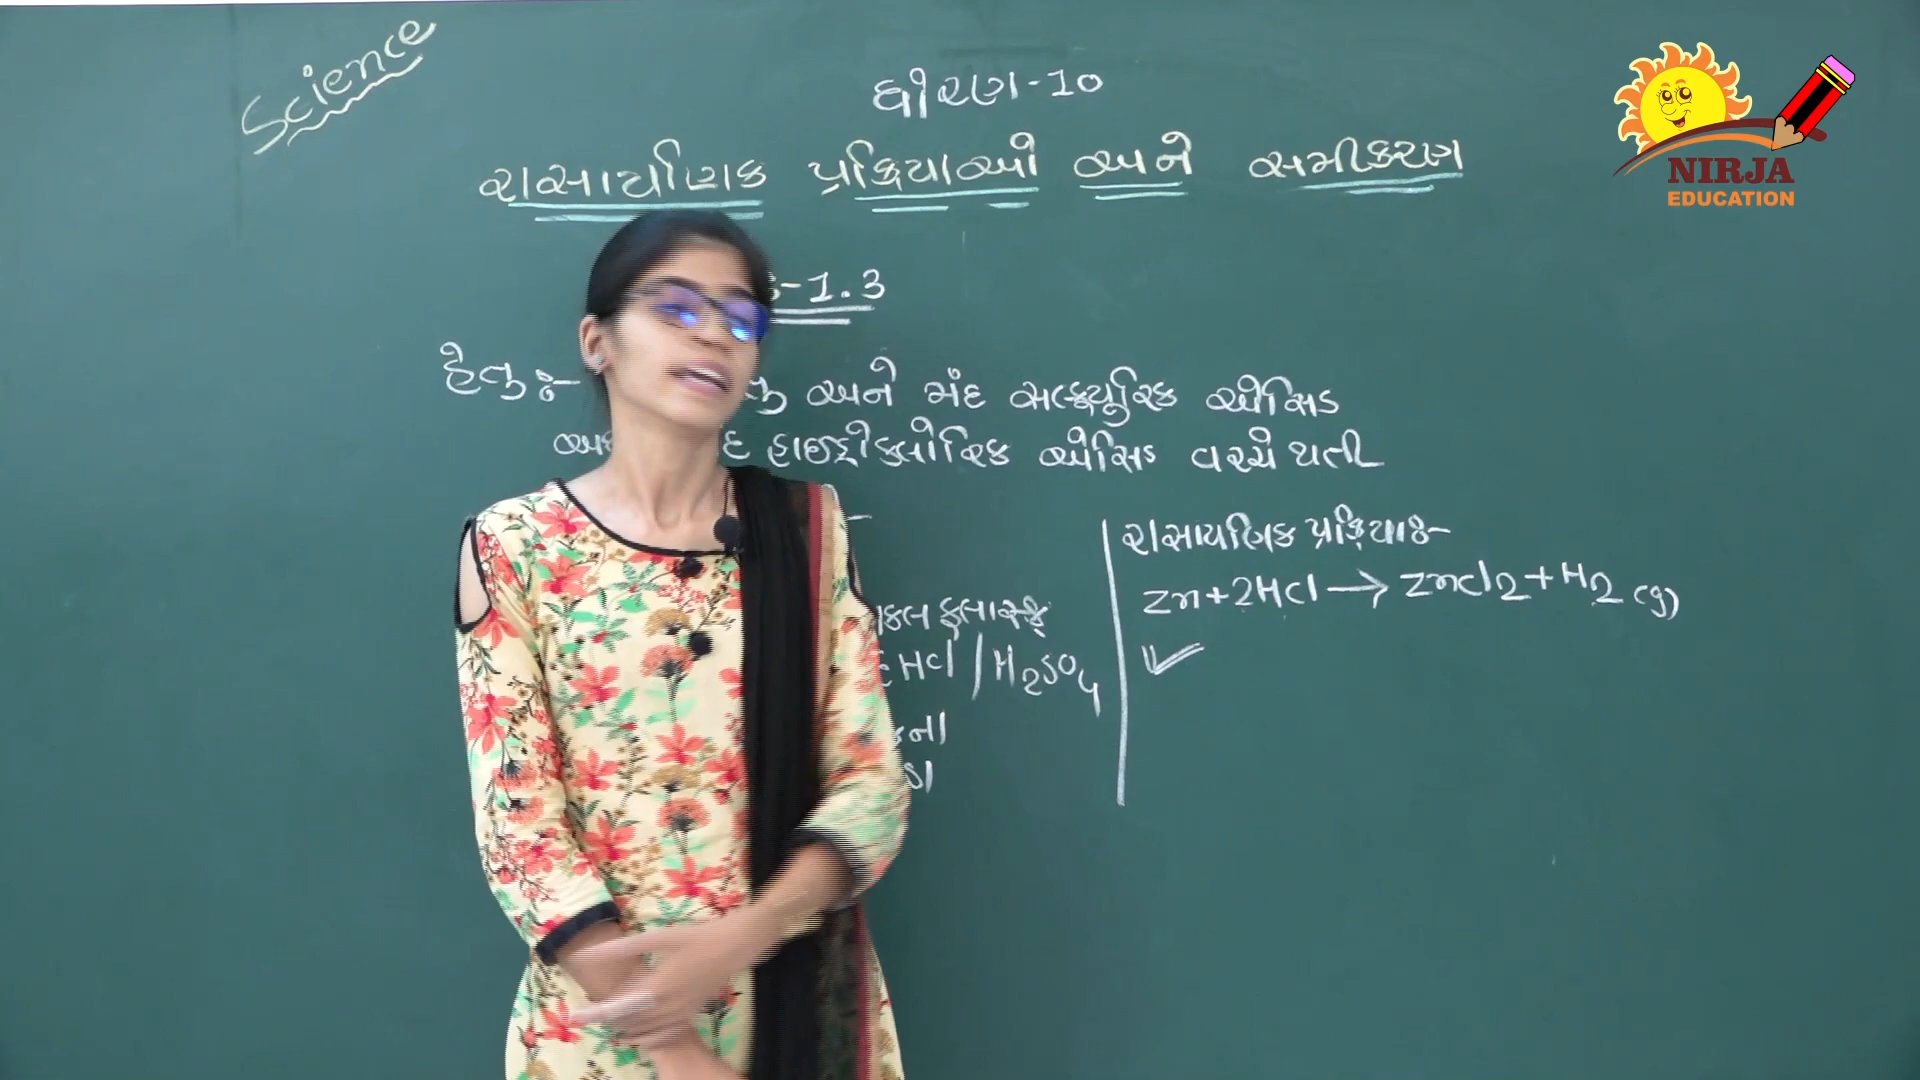 Science
ધોરણ-10
રાસાયણિક પ્રક્રિયાઓ અને સમીકરણ
-1.3
હેતુ :- અને મંદ સલ્ફ્યુરિક એસિડ
હાઇડ્રોક્લોરિક એસિડ વચ્ચે થતી
રાસાયણિક પ્રક્રિયા :-
Zn + 2HCl → ZnCl2 + H2 (g)
ફ્લાસ્ક
HCl / H2SO4
NIRJA
EDUCATION